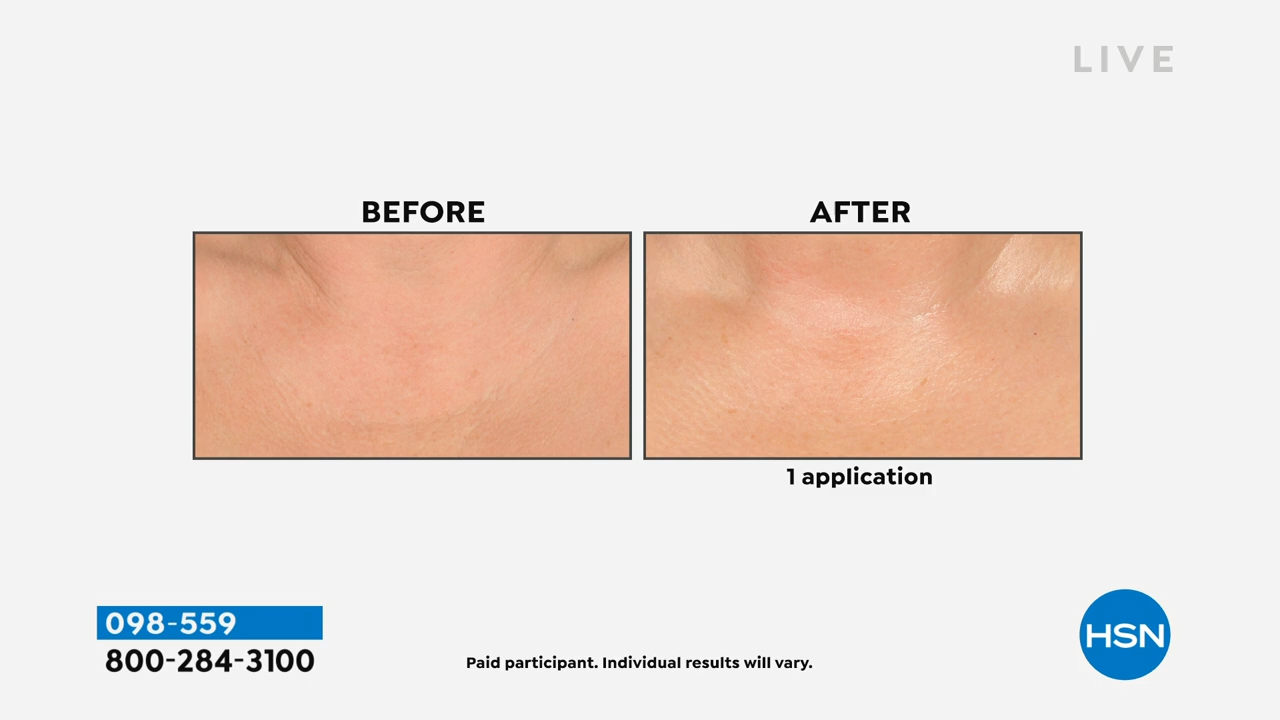 LIVE
BEFORE
AFTER
1 application
098-559
800-284-3100
Paid participant. Individual results will vary.
HSN